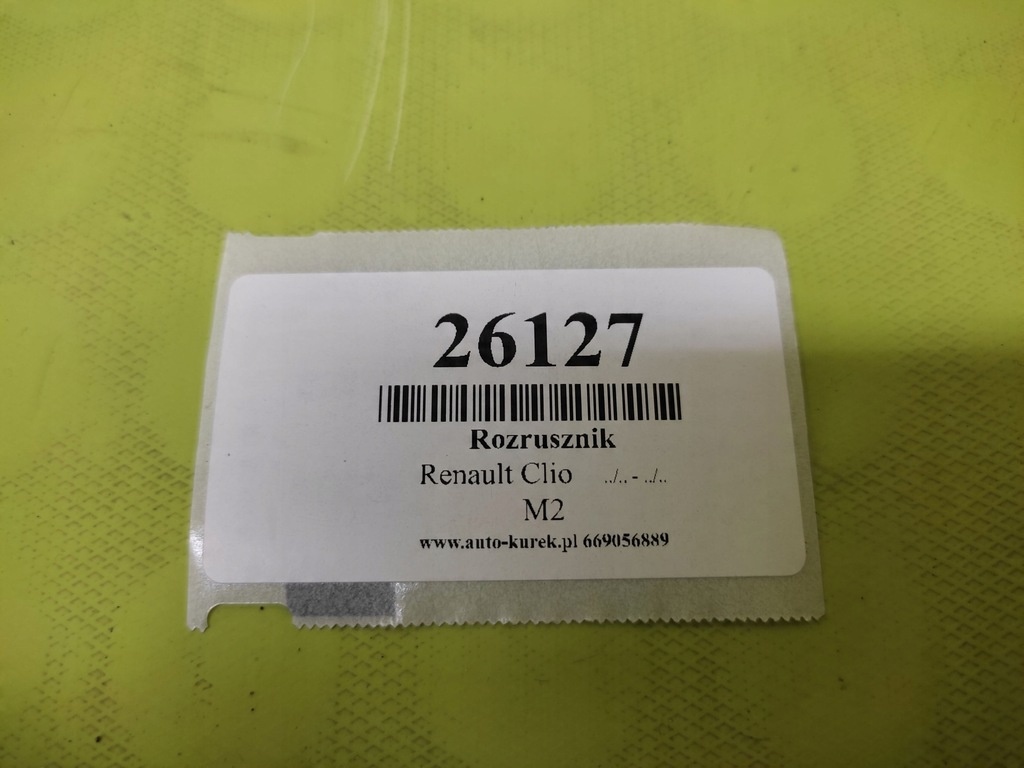 26127
Rozrusznik
Renault Clio ../.. - ../..
M2
www.auto-kurek.pl 669056889